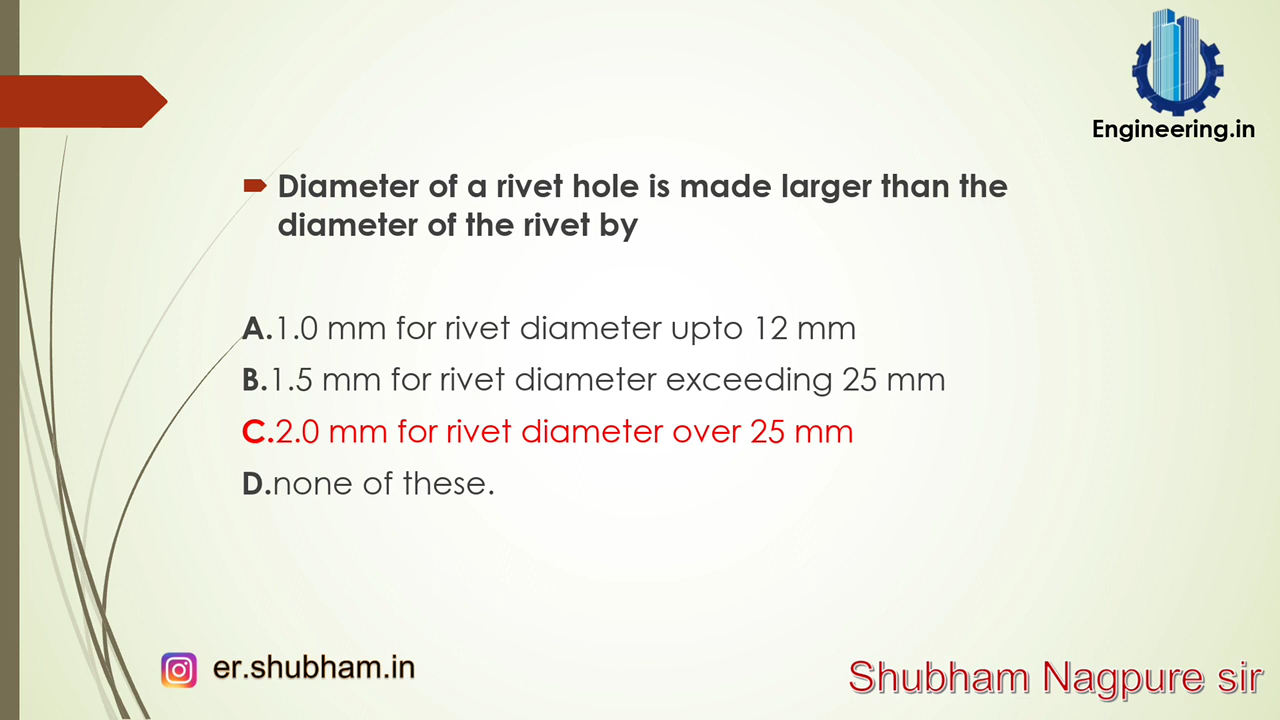 Engineering.in
Diameter of a rivet hole is made larger than the
diameter of the rivet by
A.1.0 mm for rivet diameter upto 12 mm
B.1.5 mm for rivet diameter exceeding 25 mm
C.2.0 mm for rivet diameter over 25 mm
D.none of these.
er.shubham.in
Shubham Nagpure sir